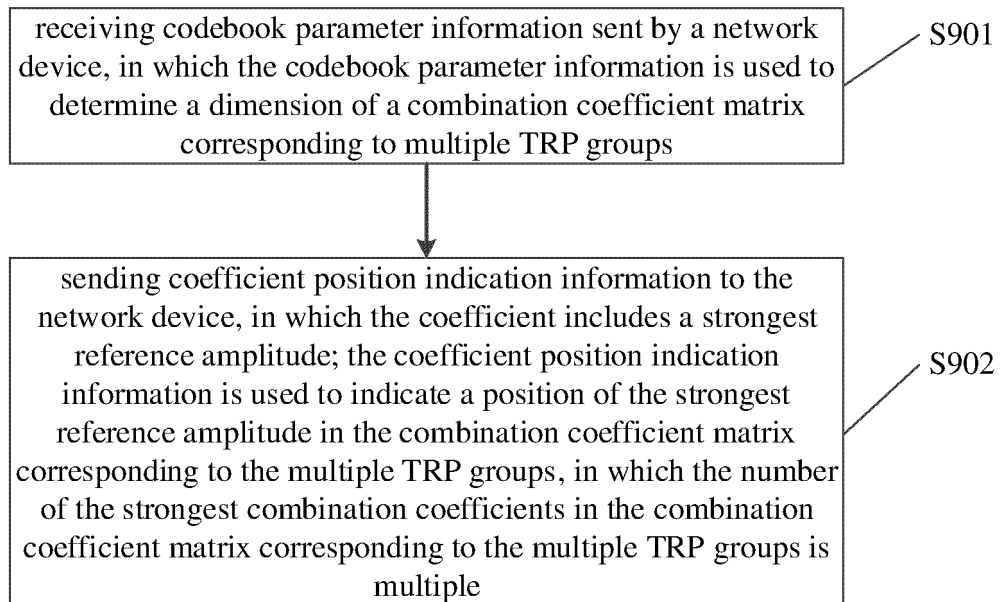 receiving codebook parameter information sent by a network
device, in which the codebook parameter information is used to
determine a dimension of a combination coefficient matrix
corresponding to multiple TRP groups
S901
sending coefficient position indication information to the
network device, in which the coefficient includes a strongest
reference amplitude; the coefficient position indication
information is used to indicate a position of the strongest
reference amplitude in the combination coefficient matrix
corresponding to the multiple TRP groups, in which the number
of the strongest combination coefficients in the combination
coefficient matrix corresponding to the multiple TRP groups is
multiple
S902